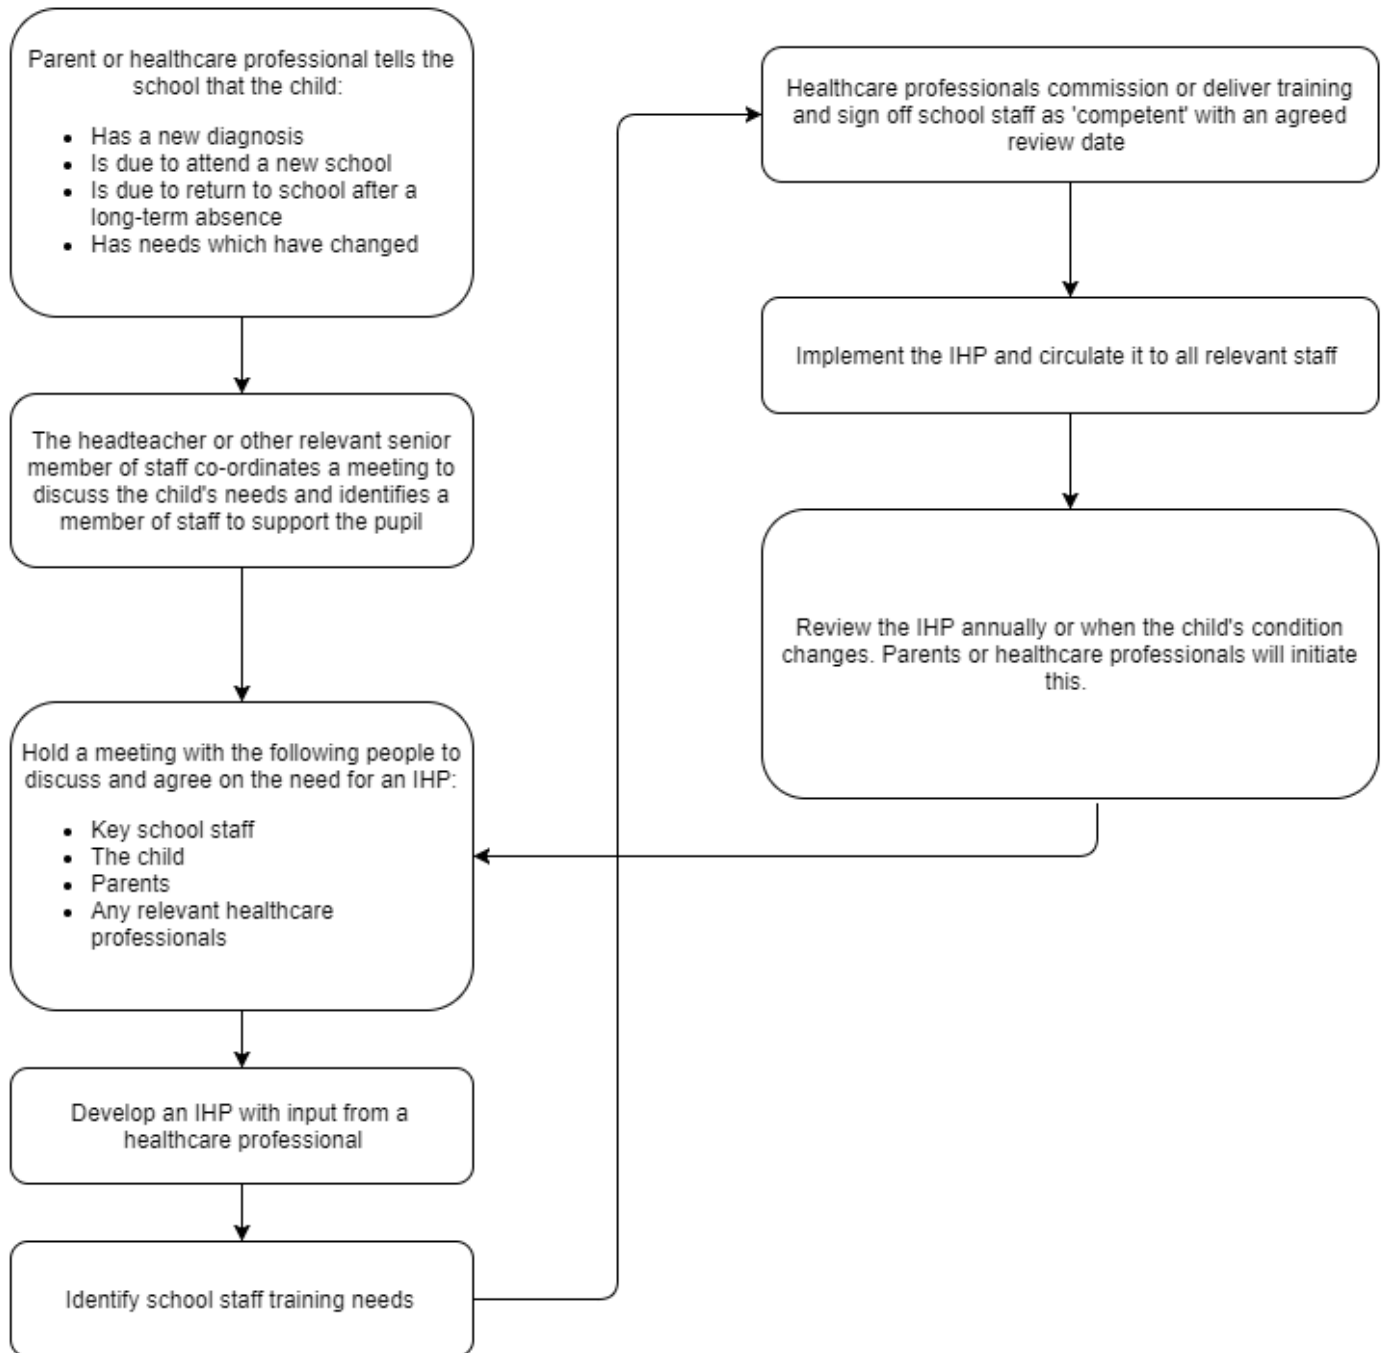 Parent or healthcare professional tells the
school that the child:
• Has a new diagnosis
• Is due to attend a new school
• Is due to return to school after a
long-term absence
• Has needs which have changed
The headteacher or other relevant senior
member of staff co-ordinates a meeting to
discuss the child's needs and identifies a
member of staff to support the pupil
Hold a meeting with the following people to
discuss and agree on the need for an IHP:
• Key school staff
• The child
• Parents
• Any relevant healthcare
professionals
Develop an IHP with input from a
healthcare professional
Identify school staff training needs
Healthcare professionals commission or deliver training
and sign off school staff as 'competent' with an agreed
review date
Implement the IHP and circulate it to all relevant staff
Review the IHP annually or when the child's condition
changes. Parents or healthcare professionals will initiate
this.